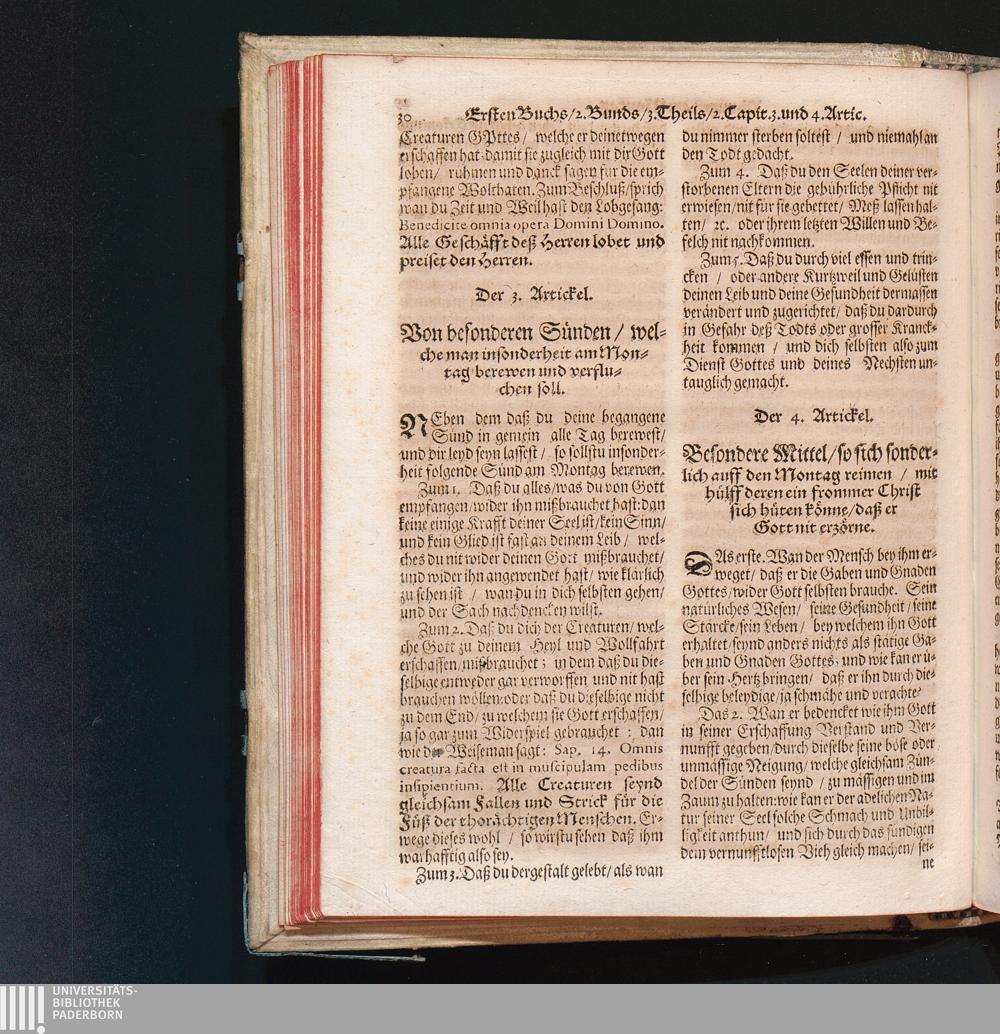 30 Ersten Buchs/2. Bunds/3. Theils/2. Capit. 3. und 4. Artic.
Creaturen GOttes/ welche er deinetwegen
erschaffen hat: damit sie zugleich mit dir Gott
loben/ rühmen und danck sagen für die em-
pfangene Wolthaten. Zum Beschluß/ sprich
wan du Zeit und Weil hast den Lobgesang:
Benedicite omnia opera Domini Domino.
Alle Geschäfft deß Herren lobet und
preiset den Herren.
Der 3. Artickel.
Von besonderen Sünden/ wel-
che man insonderheit am Mon-
tag berewen und verflu-
chen soll.
NEben dem daß du deine begangene
Sünd in gemein alle Tag berewest/
und dir leyd seyn lassest/ so sollstu insonder-
heit folgende Sünd am Montag berewen.
Zum 1. Daß du alles/ was du von Gott
empfangen/ wider ihn mißbrauchet hast: dan
keine einige Krafft deiner Seel ist/ kein Sinn/
und kein Glied ist fast an deinem Leib/ wel-
ches du nit wider deinen Gott mißbrauchet/
und wider ihn angewendet hast/ wie klärlich
zu sehen ist/ wan du in dich selbsten gehen/
und der Sach nachdencken wilst.
Zum 2. Daß du dich der Creaturen/ wel-
che Gott zu deinem Heyl und Wollfahrt
erschaffen/ mißbrauchet; in dem daß du die-
selbige entweder gar verworffen und nit hast
brauchen wöllen: oder daß du dieselbige nicht
zu dem End/ zu welchem sie Gott erschaffen/
ja so gar zum Widerspiel gebrauchet: dan
wie der Weiseman sagt: Sap. 14. Omnis
creatura facta est in muscipulam pedibus
insipientium. Alle Creaturen seynd
gleichsam Fallen und Strick für die
Füß der thorächtigen Menschen. Er-
wege dieses wohl/ so wirstu sehen daß ihm
warhafftig also sey.
Zum 3. Daß du dergestalt gelebt/ als wan
du nimmer sterben soltest/ und niemahl an
den Todt gedacht.
Zum 4. Daß du den Seelen deiner ver-
storbenen Eltern die gebührliche Pflicht nit
erwiesen/ nit für sie gebettet/ Meß lassen hal-
ten/ ꝛc. oder ihrem letzten Willen und Be-
felch nit nachkommen.
Zum 5. Daß du durch viel essen und trin-
cken/ oder andere Kurtzweil und Gelüsten
deinen Leib und deine Gesundheit dermassen
verändert und zugerichtet/ daß du dardurch
in Gefahr deß Todts oder grosser Kranck-
heit kommen/ und dich selbsten also zum
Dienst Gottes und deines Nechsten un-
tauglich gemacht.
Der 4. Artickel.
Besondere Mittel/ so sich sonder-
lich auff den Montag reimen/ mit
hülff deren ein frommer Christ
sich hüten könne/ daß er
Gott nit erzörne.
DAs erste. Wan der Mensch bey ihm er-
weget/ daß er die Gaben und Gnaden
Gottes/ wider Gott selbsten brauche. Sein
natürliches Wesen/ seine Gesundheit/ seine
Stärcke/ sein Leben/ bey welchem ihn Gott
erhaltet/ seynd anders nichts als stätige Ga-
ben und Gnaden Gottes; und wie kan er ü-
ber sein Hertz bringen/ daß er ihn durch die-
selbige beleydige/ ja schmähe und verachte?
Das 2. Wan er bedencket wie ihm Gott
in seiner Erschaffung Verstand und Ver-
nunfft gegeben/ durch dieselbe seine böse oder
unmässige Neigung/ welche gleichsam Zün-
del der Sünden seynd/ zu mässigen und im
Zaum zu halten: wie kan er der adelichen Na-
tur seiner Seel solche Schmach und Unbil-
ligkeit anthun/ und sich durch das sündigen
dem vernunfftlosen Vieh gleich machen/ sei-
ne
UNIVERSITÄTS-
BIBLIOTHEK
PADERBORN